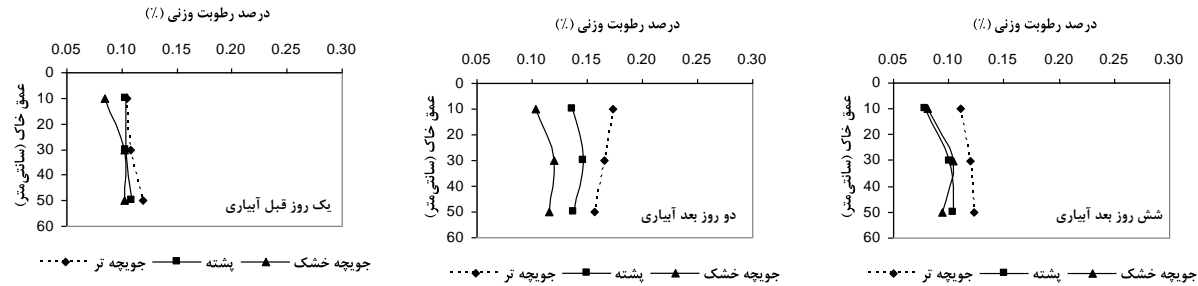 درصد رطوبت وزنی (٪)
0.05 0.10 0.15 0.20 0.25 0.30
0
10
20
30
40
50
60
عمق خاک (سانتی‌متر)
یک روز قبل آبیاری
جویچه تر پشته جویچه خشک
درصد رطوبت وزنی (٪)
0.05 0.10 0.15 0.20 0.25 0.30
0
10
20
30
40
50
60
عمق خاک (سانتی‌متر)
دو روز بعد آبیاری
جویچه تر پشته جویچه خشک
درصد رطوبت وزنی (٪)
0.05 0.10 0.15 0.20 0.25 0.30
0
10
20
30
40
50
60
عمق خاک (سانتی‌متر)
شش روز بعد آبیاری
جویچه تر پشته جویچه خشک